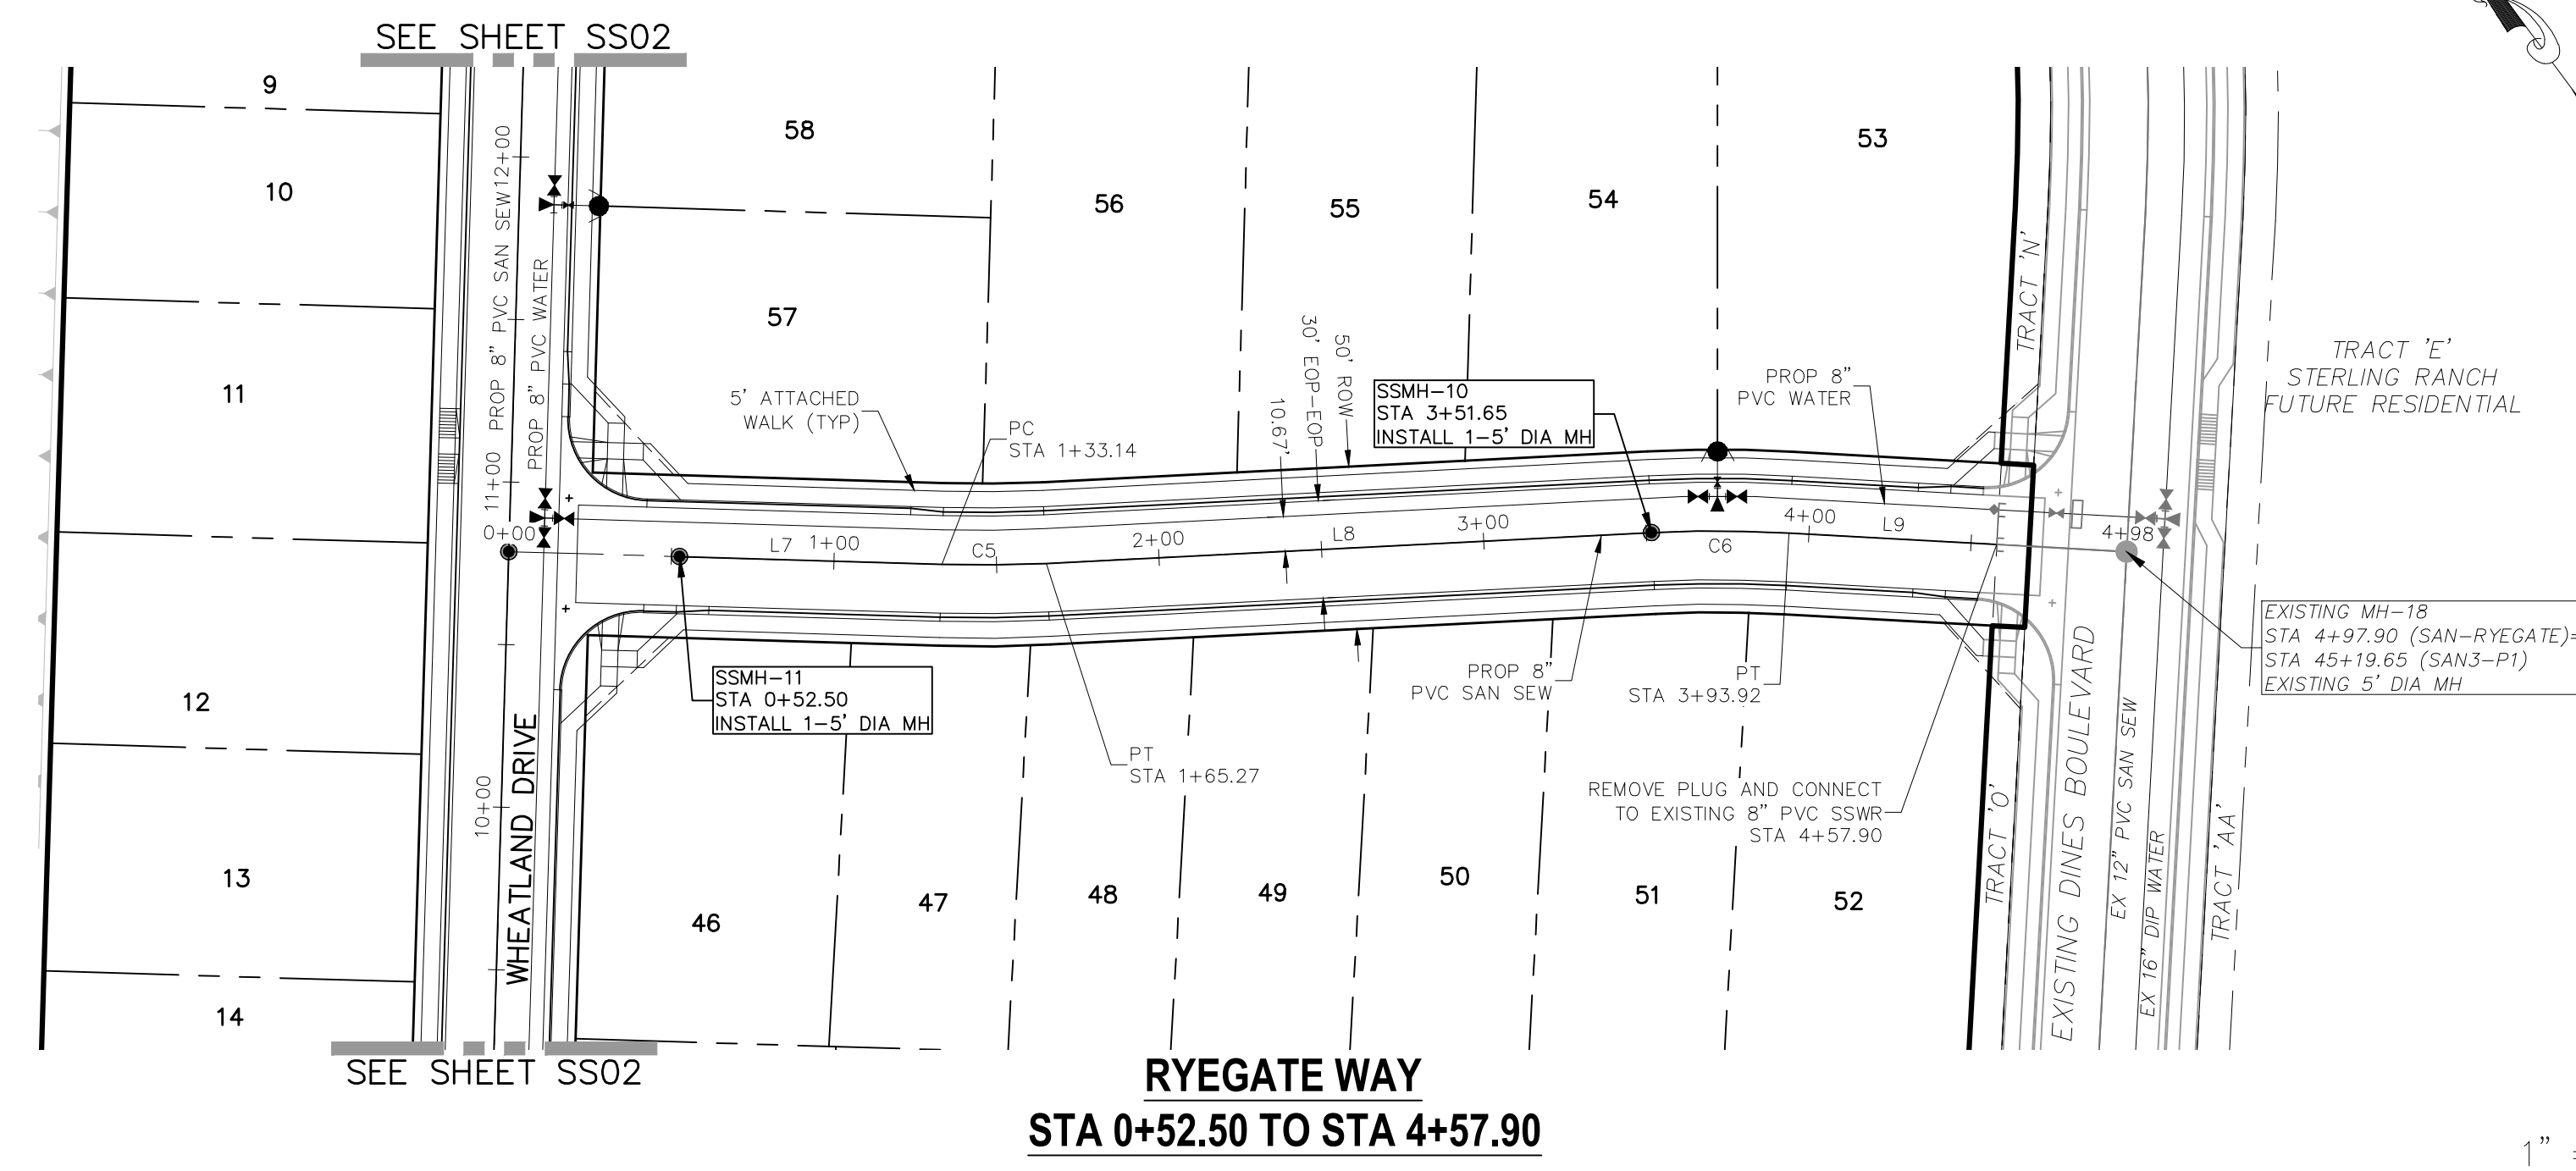 SEE SHEET SS02
9
10
11
12
13
14
58
57
56
55
54
53
PROP 8" PVC SAN SEW
12+00
11+00
10+00
PROP 8" PVC WATER
WHEATLAND DRIVE
5' ATTACHED
WALK (TYP)
PC
STA 1+33.14
10.67'
30' EOP-EOP
50' ROW
SSMH-10
STA 3+51.65
INSTALL 1-5' DIA MH
PROP 8"
PVC WATER
TRACT 'N'
TRACT 'E'
STERLING RANCH
FUTURE RESIDENTIAL
0+00
L7
1+00
C5
2+00
L8
3+00
C6
4+00
L9
4+98
EXISTING MH-18
STA 4+97.90 (SAN-RYEGATE)=
STA 45+19.65 (SAN3-P1)
EXISTING 5' DIA MH
SSMH-11
STA 0+52.50
INSTALL 1-5' DIA MH
PT
STA 1+65.27
PROP 8"
PVC SAN SEW
PT
STA 3+93.92
REMOVE PLUG AND CONNECT
TO EXISTING 8" PVC SSWR
STA 4+57.90
46
47
48
49
50
51
52
TRACT 'O'
EXISTING DINES BOULEVARD
EX 12" PVC SAN SEW
EX 16" DIP WATER
TRACT 'AA'
SEE SHEET SS02
RYEGATE WAY
STA 0+52.50 TO STA 4+57.90
1"